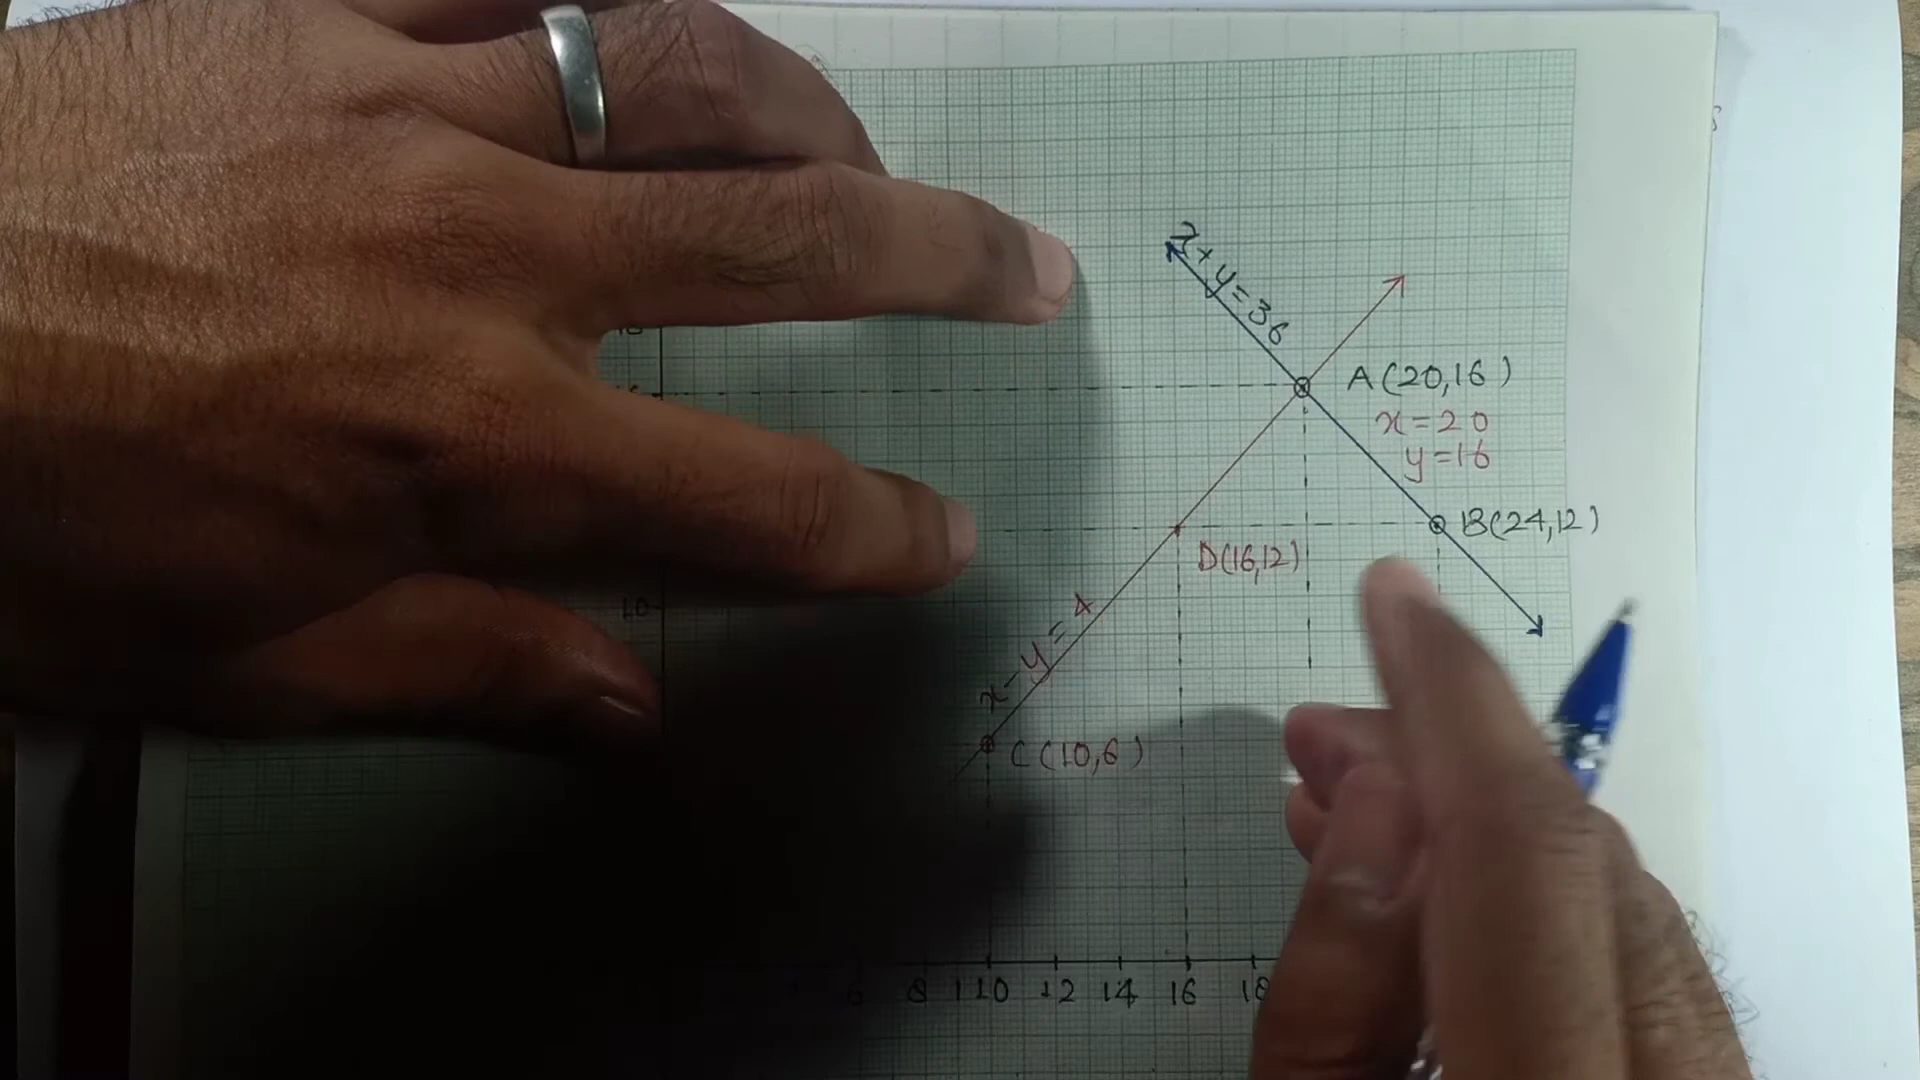 x+y=36
A(20,16)
x=20
y=16
B(24,12)
D(16,12)
10
x-y=4
C(10,6)
6 8 10 12 14 16 18